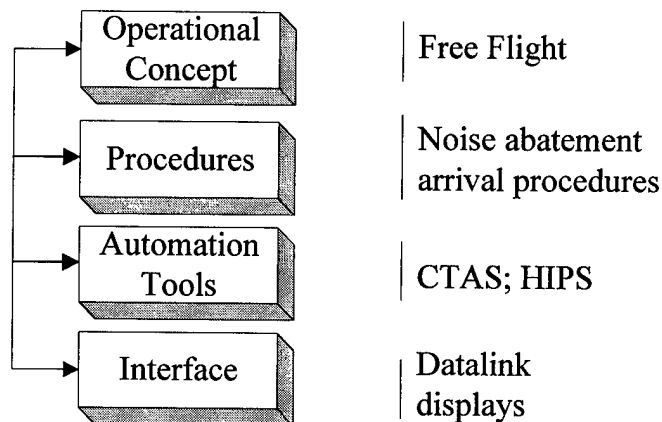 Operational
Concept
Free Flight
Procedures
Noise abatement
arrival procedures
Automation
Tools
CTAS; HIPS
Interface
Datalink
displays